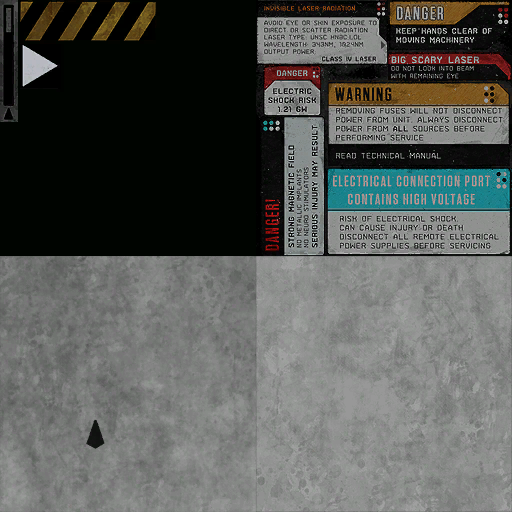 INVISIBLE LASER RADIATION
AVOID EYE OR SKIN EXPOSURE TO
DIRECT OR SCATTER RADIATION
LASER TYPE: UNSC HNDCLOL
WAVELENGTH: 343NM, 1024NM
OUTPUT POWER:
CLASS IV LASER
DANGER
KEEP HANDS CLEAR OF
MOVING MACHINERY
BIG SCARY LASER
DO NOT LOOK INTO BEAM
WITH REMAINING EYE
DANGER
ELECTRIC
SHOCK RISK
1.21 GW
WARNING
REMOVING FUSES WILL NOT DISCONNECT
POWER FROM UNIT. ALWAYS DISCONNECT
POWER FROM ALL SOURCES BEFORE
PERFORMING SERVICE
READ TECHNICAL MANUAL
DANGER!
STRONG MAGNETIC FIELD
NO METALLIC IMPLANTS
NO NEURO STIMULATORS
SERIOUS INJURY MAY RESULT
ELECTRICAL CONNECTION PORT
CONTAINS HIGH VOLTAGE
RISK OF ELECTRICAL SHOCK.
CAN CAUSE INJURY OR DEATH
DISCONNECT ALL REMOTE ELECTRICAL
POWER SUPPLIES BEFORE SERVICING